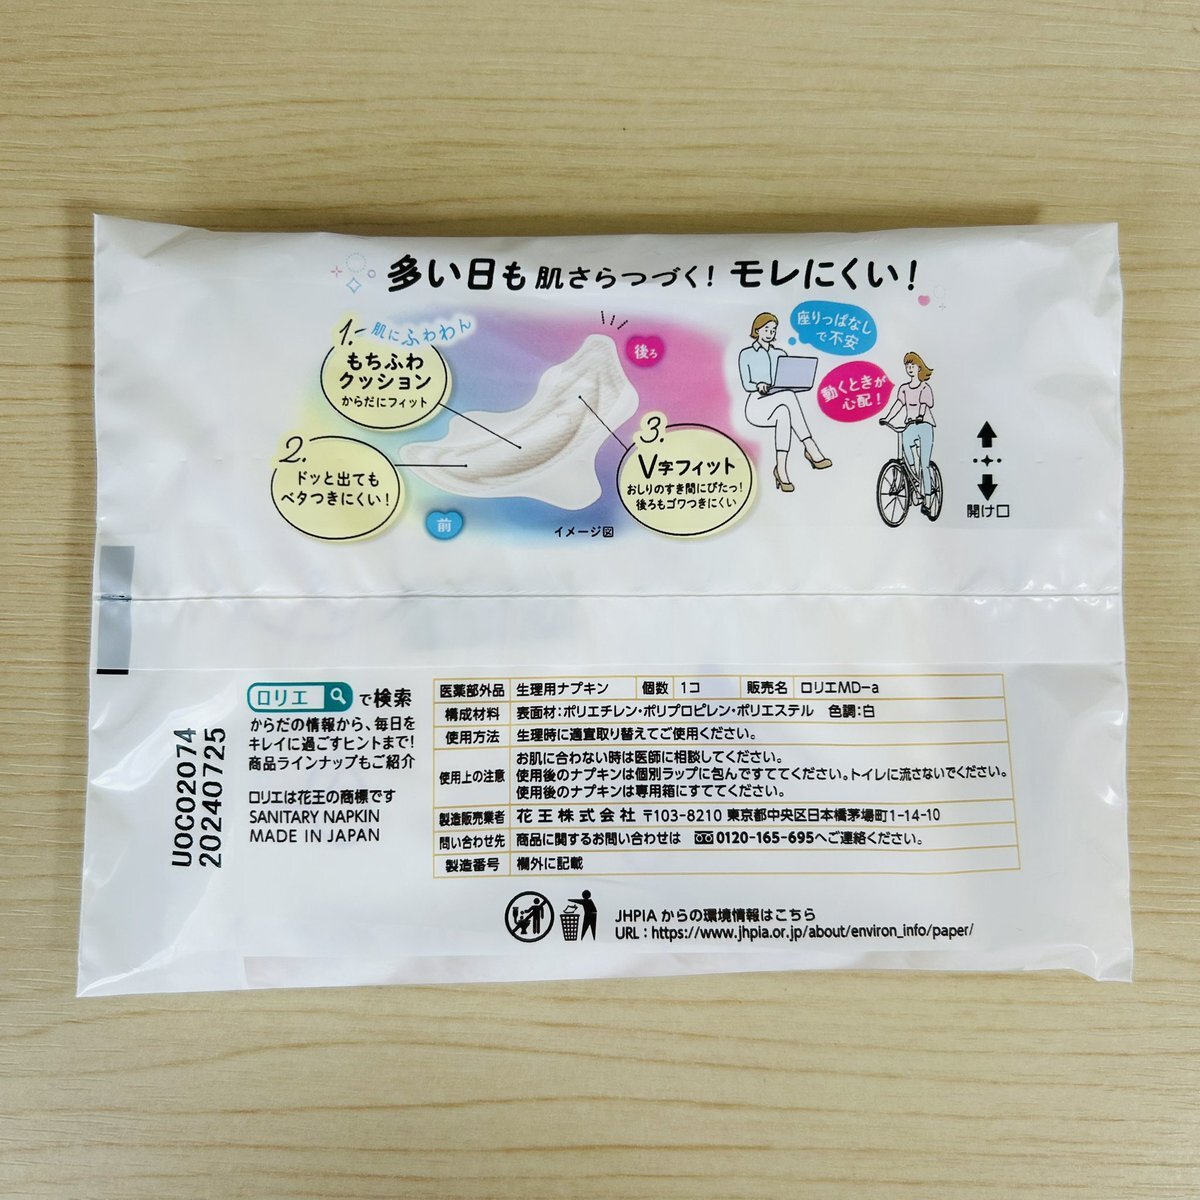 多い日も 肌さらつづく! モレにくい!
1. 肌にふわわん
もちふわ
クッション
からだにフィット
2.
ドッと出ても
ベタつきにくい!
3.
V字フィット
おしりのすき間にぴたっ!
後ろもゴワつきにくい
後ろ
前
イメージ図
座りっぱなし
で不安
動くときが
心配!
開け口
ロリエ で検索
からだの情報から、毎日を
キレイに過ごすヒントまで!
商品ラインナップもご紹介
ロリエは花王の商標です
SANITARY NAPKIN
MADE IN JAPAN
U0C02074
20240725
医薬部外品 生理用ナプキン 個数 1コ 販売名 ロリエMD-a
構成材料 表面材:ポリエチレン・ポリプロピレン・ポリエステル 色調:白
使用方法 生理時に適宜取り替えてご使用ください。
使用上の注意 お肌に合わない時は医師に相談してください。
使用後のナプキンは個別ラップに包んですててください。トイレに流さないでください。
使用後のナプキンは専用箱にすててください。
製造販売業者 花王株式会社 〒103-8210 東京都中央区日本橋茅場町1-14-10
問い合わせ先 商品に関するお問い合わせは 0120-165-695へご連絡ください。
製造番号 欄外に記載
JHPIA からの環境情報はこちら
URL : https://www.jhpia.or.jp/about/environ_info/paper/